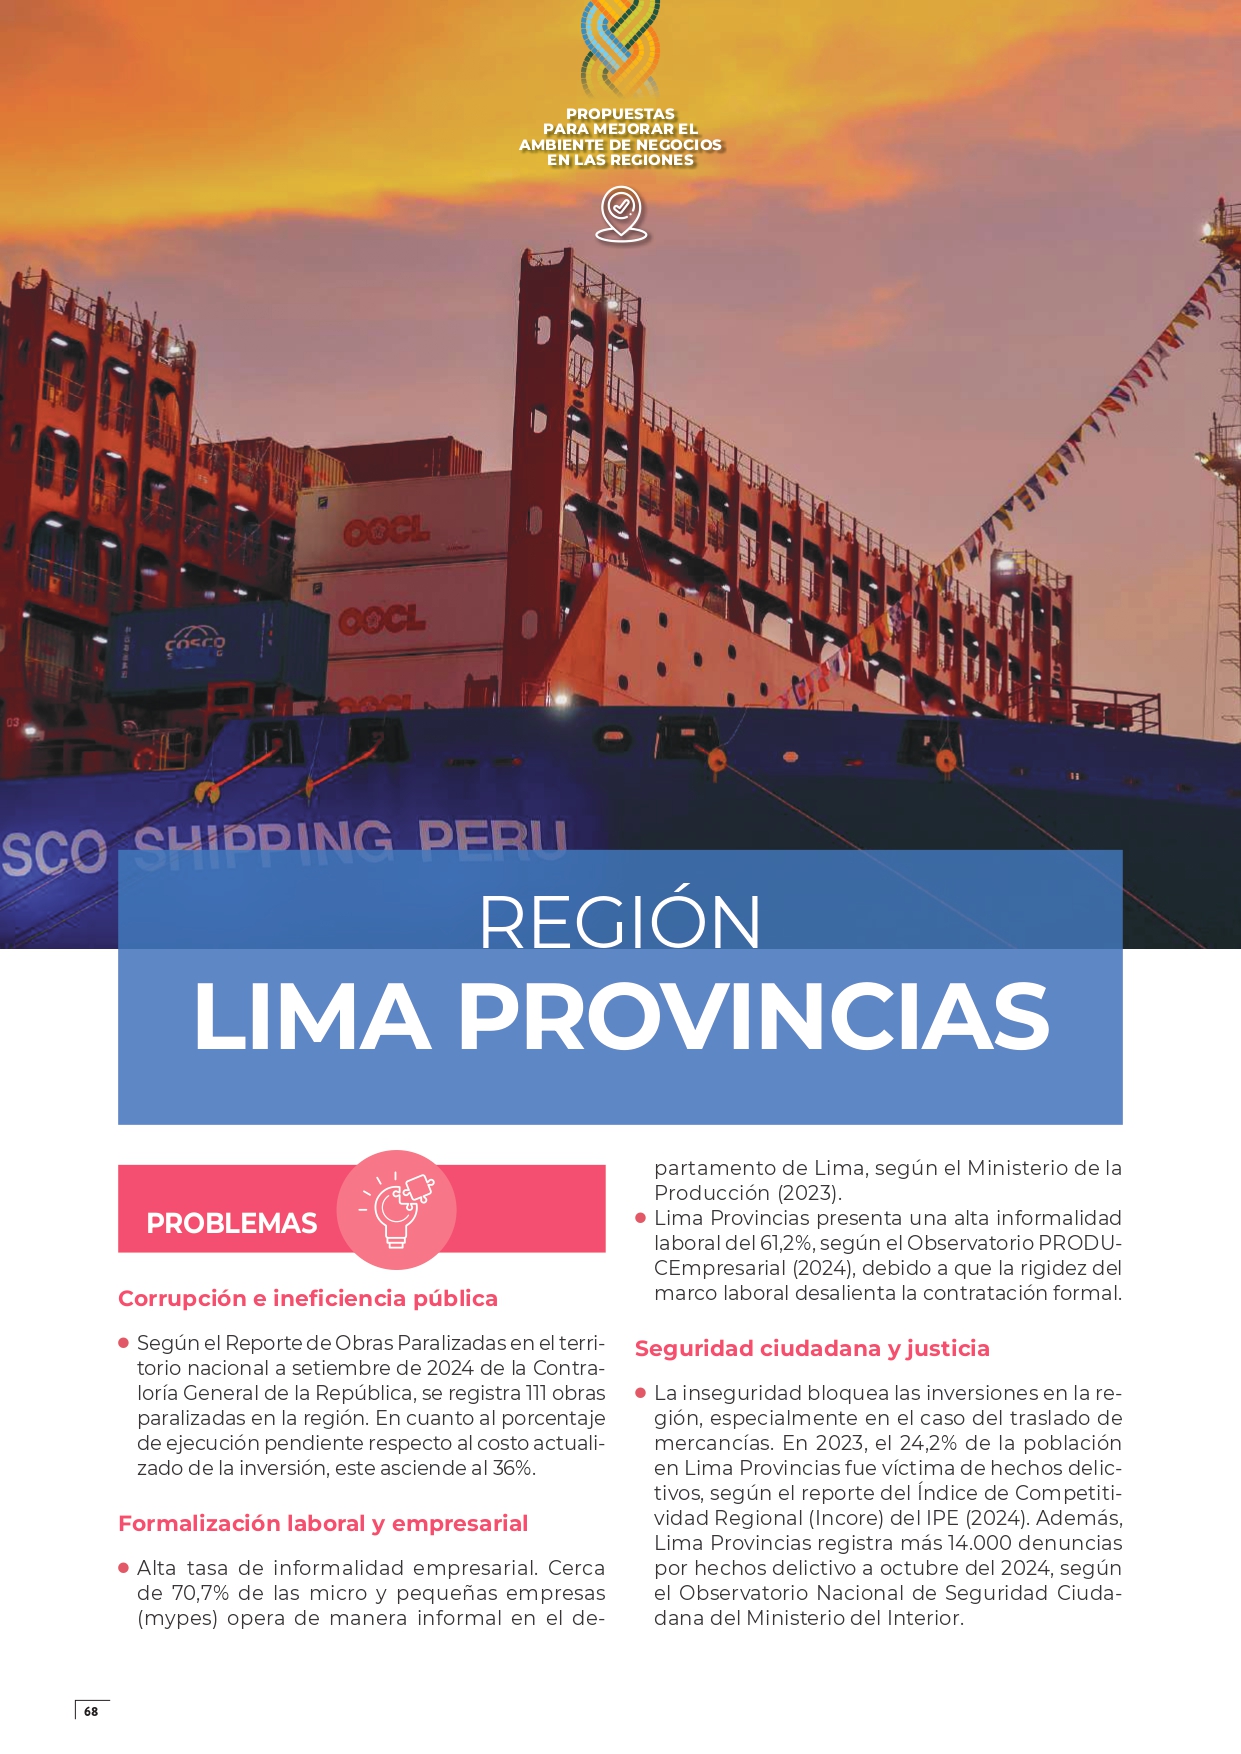 PROPUESTAS
PARA MEJORAR EL
AMBIENTE DE NEGOCIOS
EN LAS REGIONES
OOCL
OOCL
COSCO
03
SCO SHIPPING PERU
REGIÓN
LIMA PROVINCIAS
PROBLEMAS
Corrupción e ineficiencia pública
Según el Reporte de Obras Paralizadas en el terri-
torio nacional a setiembre de 2024 de la Contra-
loría General de la República, se registra 111 obras
paralizadas en la región. En cuanto al porcentaje
de ejecución pendiente respecto al costo actuali-
zado de la inversión, este asciende al 36%.
Formalización laboral y empresarial
Alta tasa de informalidad empresarial. Cerca
de 70,7% de las micro y pequeñas empresas
(mypes) opera de manera informal en el de-
partamento de Lima, según el Ministerio de la
Producción (2023).
Lima Provincias presenta una alta informalidad
laboral del 61,2%, según el Observatorio PRODU-
CEmpresarial (2024), debido a que la rigidez del
marco laboral desalienta la contratación formal.
Seguridad ciudadana y justicia
La inseguridad bloquea las inversiones en la re-
gión, especialmente en el caso del traslado de
mercancías. En 2023, el 24,2% de la población
en Lima Provincias fue víctima de hechos delic-
tivos, según el reporte del Índice de Competiti-
vidad Regional (Incore) del IPE (2024). Además,
Lima Provincias registra más 14.000 denuncias
por hechos delictivo a octubre del 2024, según
el Observatorio Nacional de Seguridad Ciuda-
dana del Ministerio del Interior.
68